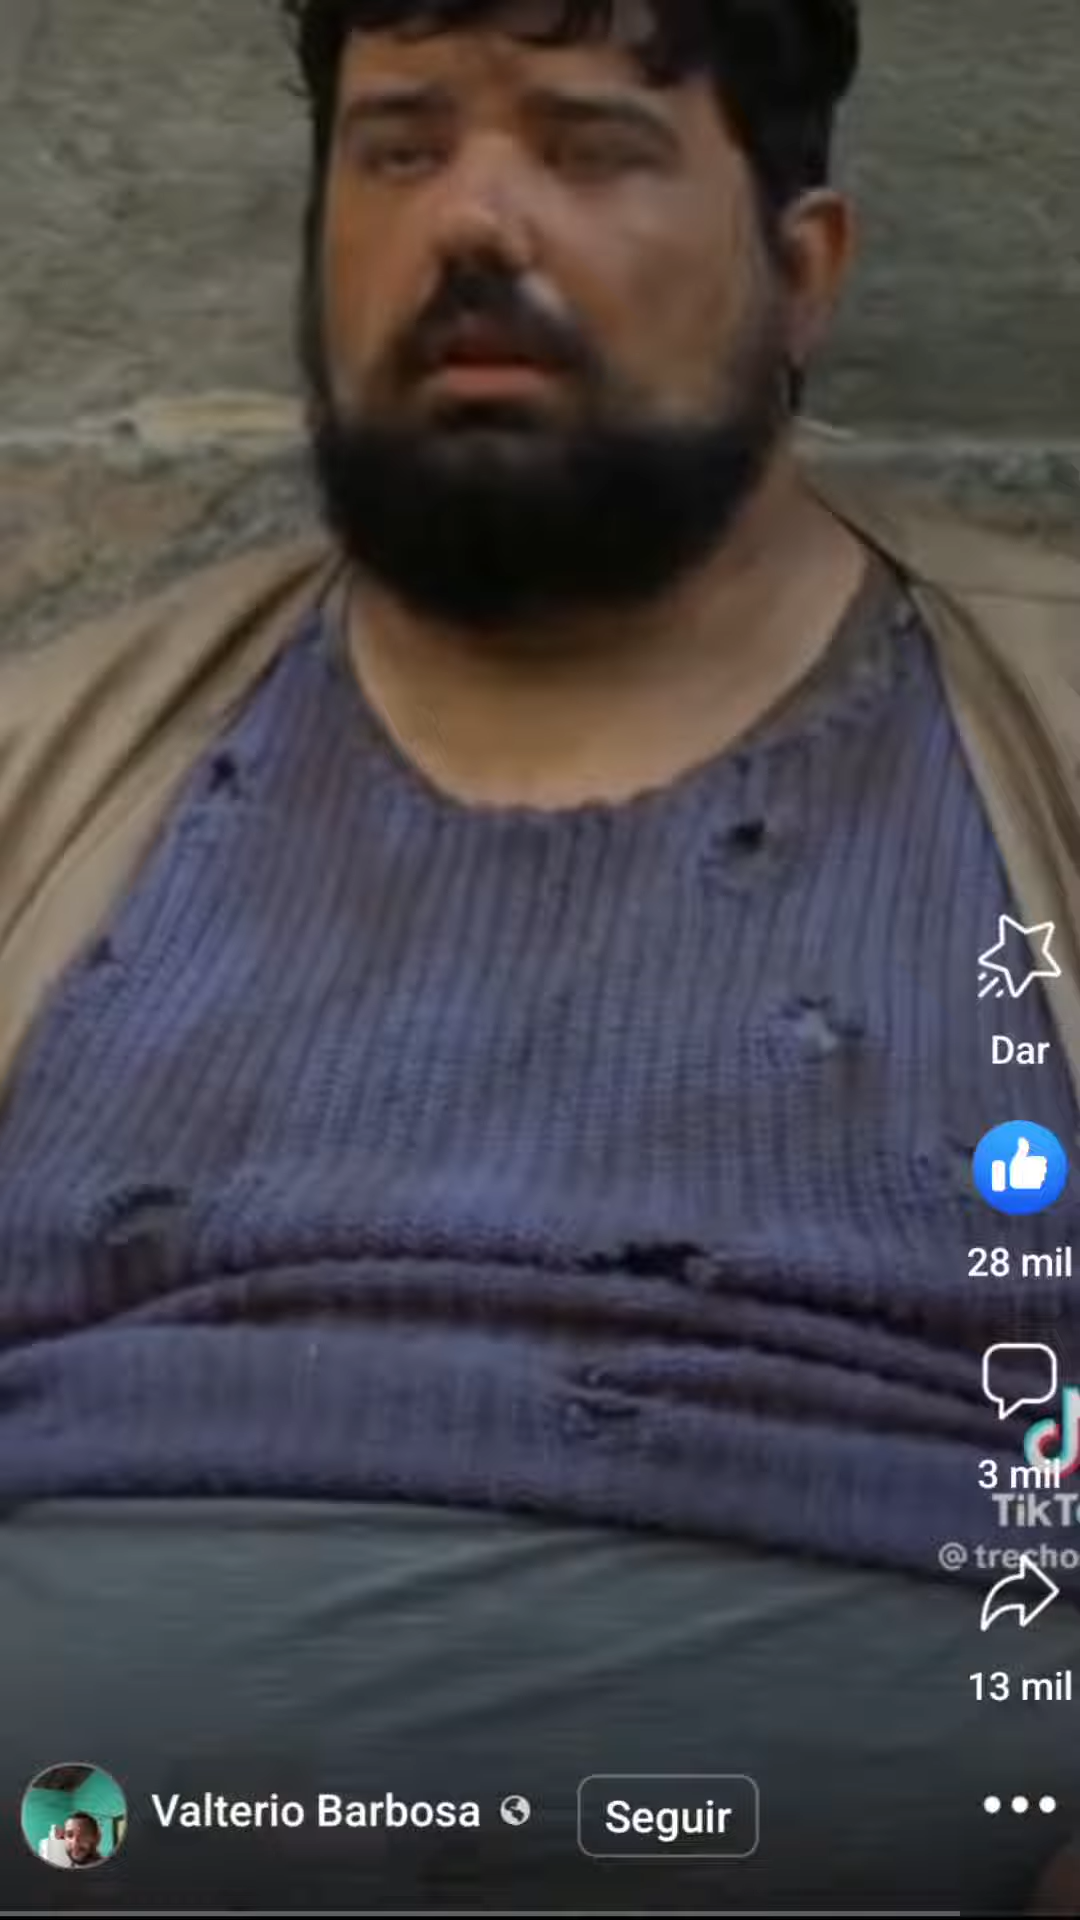 Dar
28 mil
3 mil
TikT
@ trecho
13 mil
Valterio Barbosa
Seguir